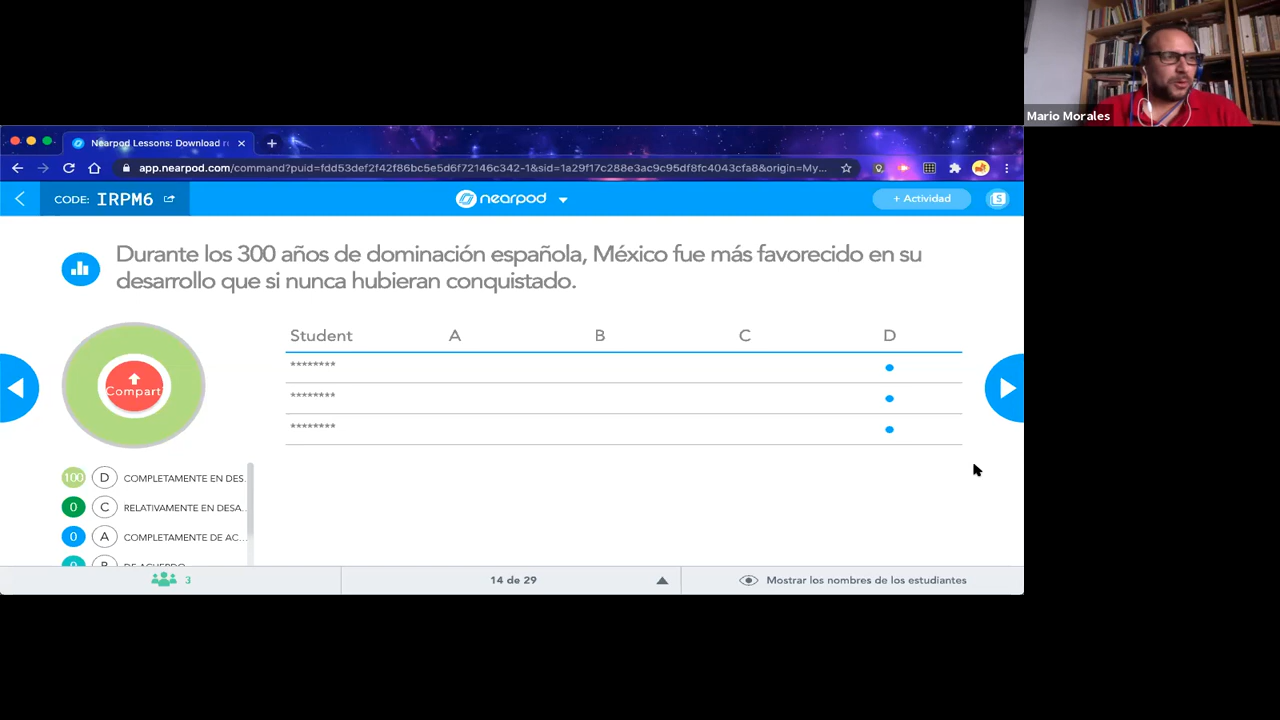 Mario Morales
Nearpod Lessons: Download r
app.nearpod.com/command?puid=fdd53def2f42f86bc5e5d6f72146c342-1&sid=1a29f17c288e3ac9c95df8fc4043cfa8&origin=My...
CODE: IRPM6
nearpod
+ Actividad
S
Durante los 300 años de dominación española, México fue más favorecido en su
desarrollo que si nunca hubieran conquistado.
Student A B C D
********
********
********
Compart
100 D COMPLETAMENTE EN DES...
0 C RELATIVAMENTE EN DESA...
0 A COMPLETAMENTE DE AC...
0 B DE ACUERDO
3
14 de 29
Mostrar los nombres de los estudiantes